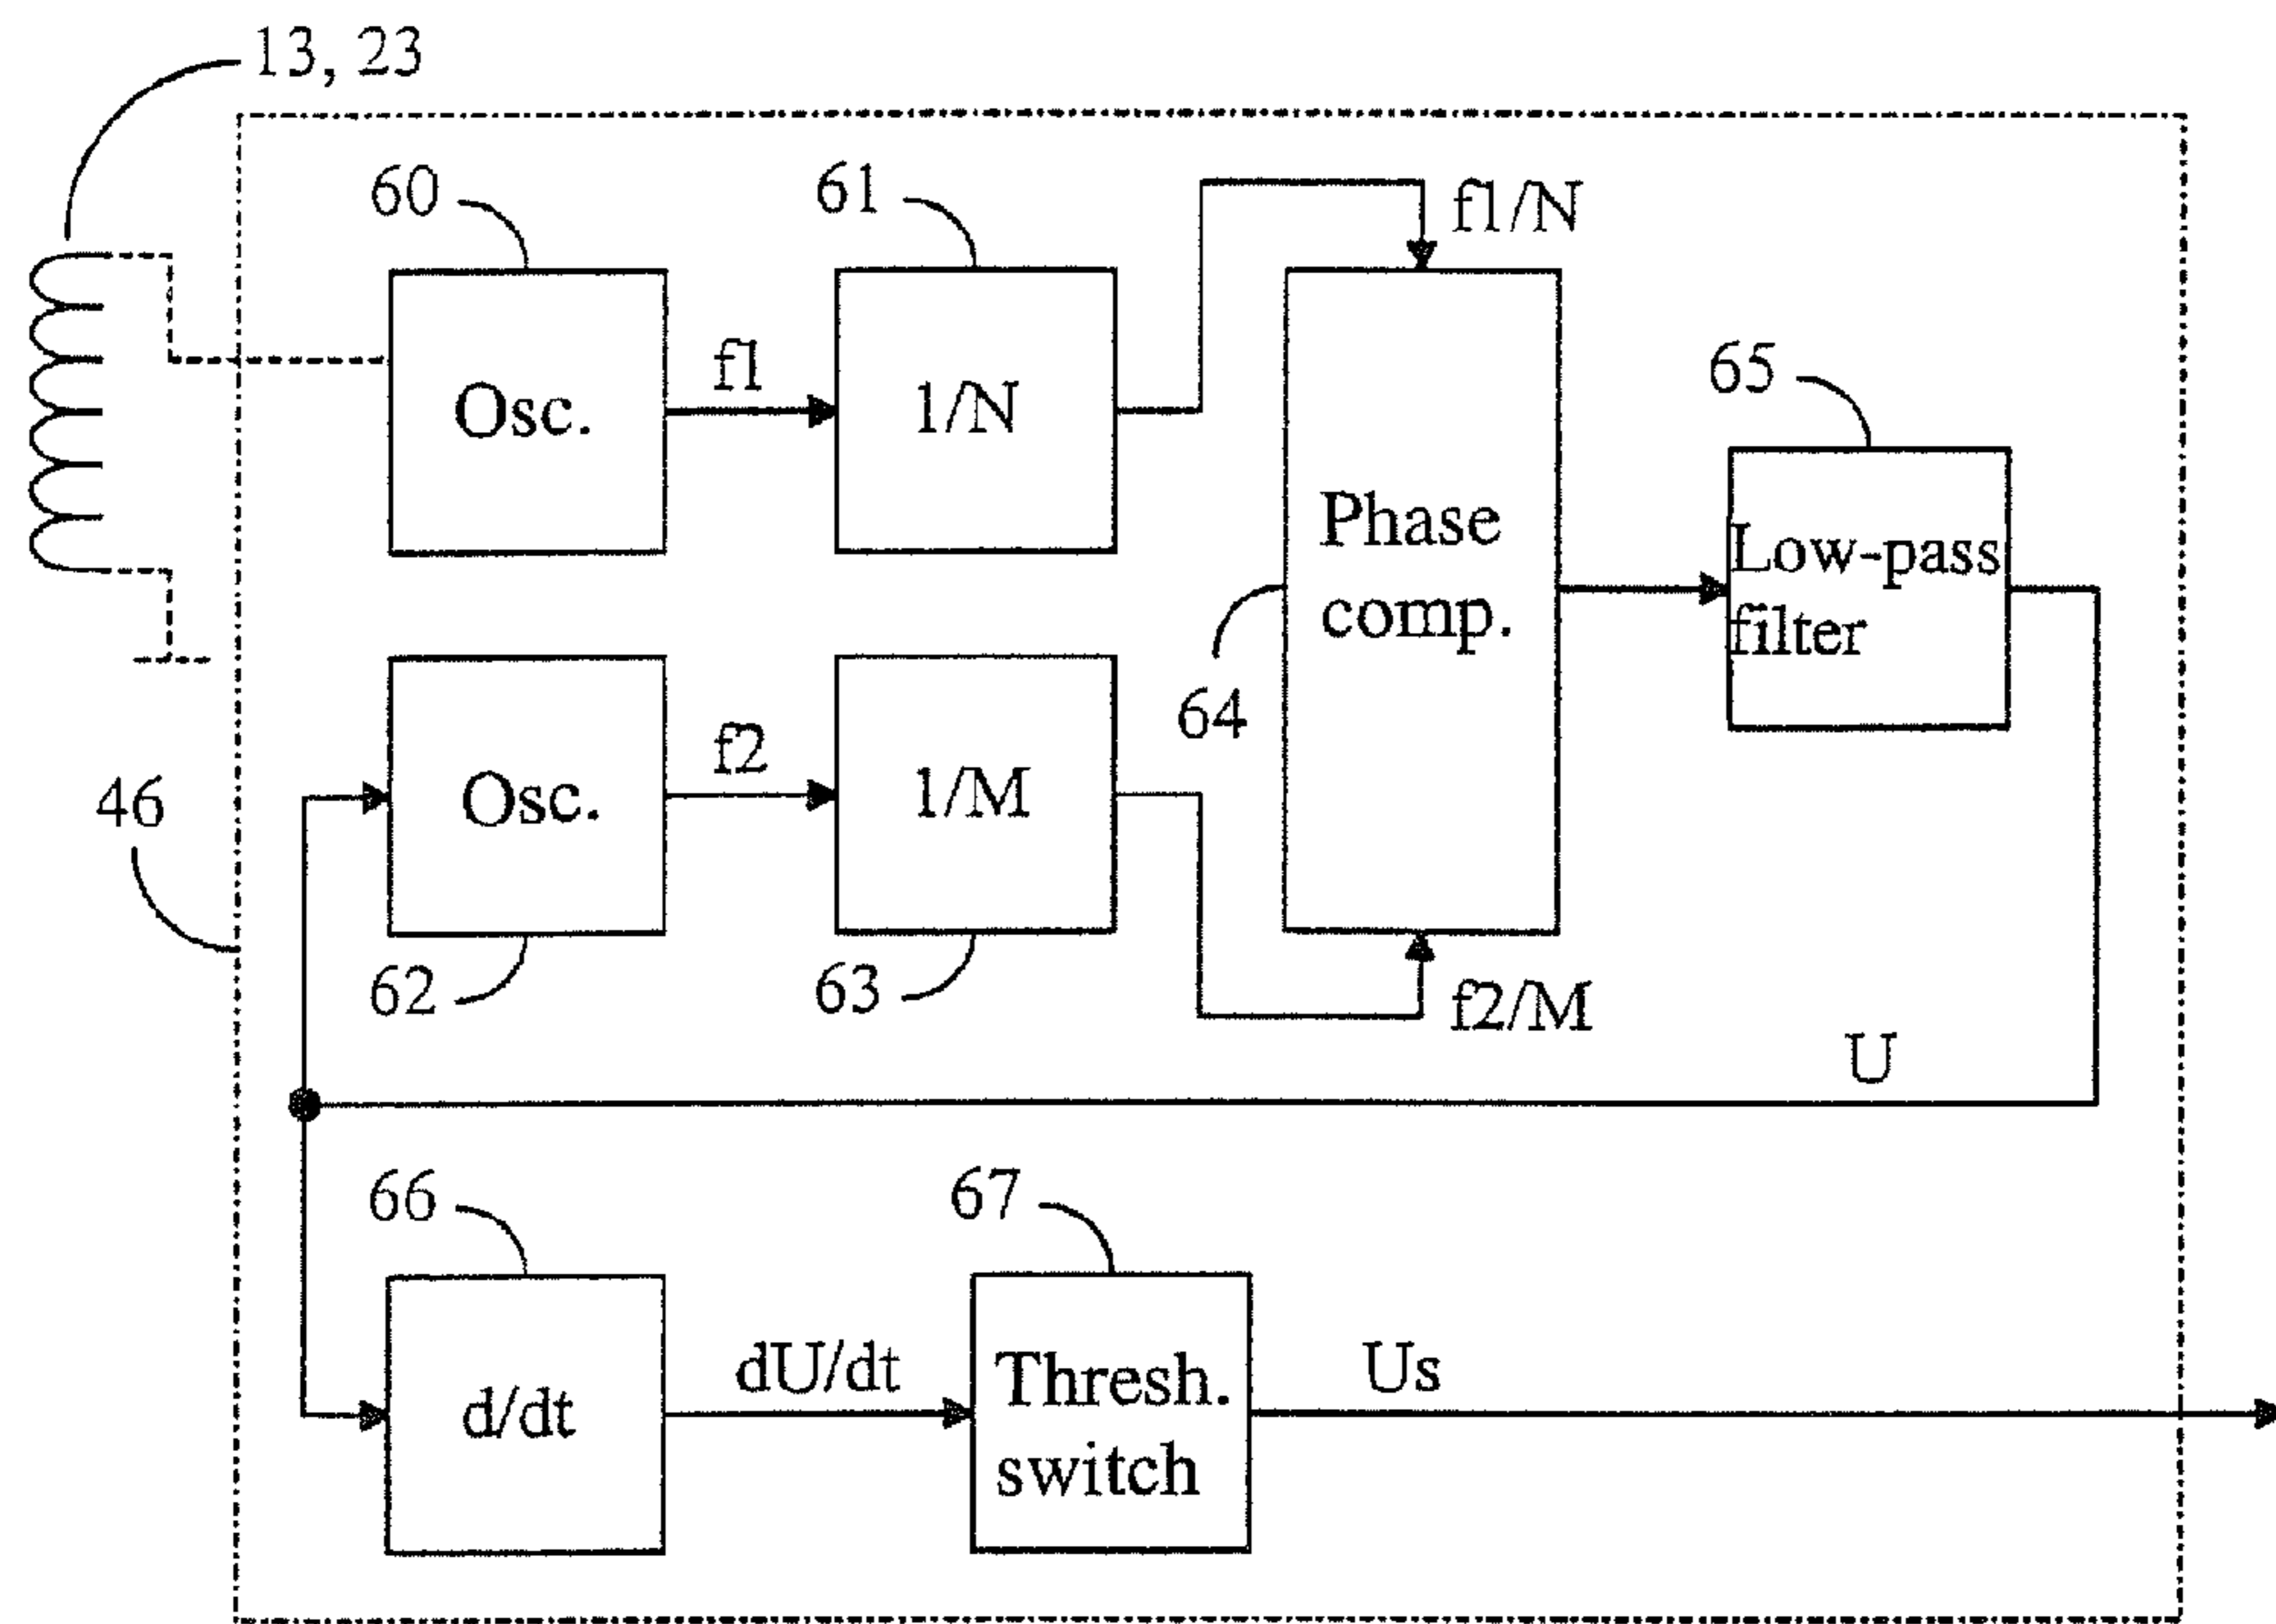 13, 23
60
61
f1/N
Osc.
f1
1/N
65
Phase
comp.
Low-pass
filter
64
46
Osc.
f2
1/M
62
63
f2/M
U
66
67
d/dt
dU/dt
Thresh.
switch
Us